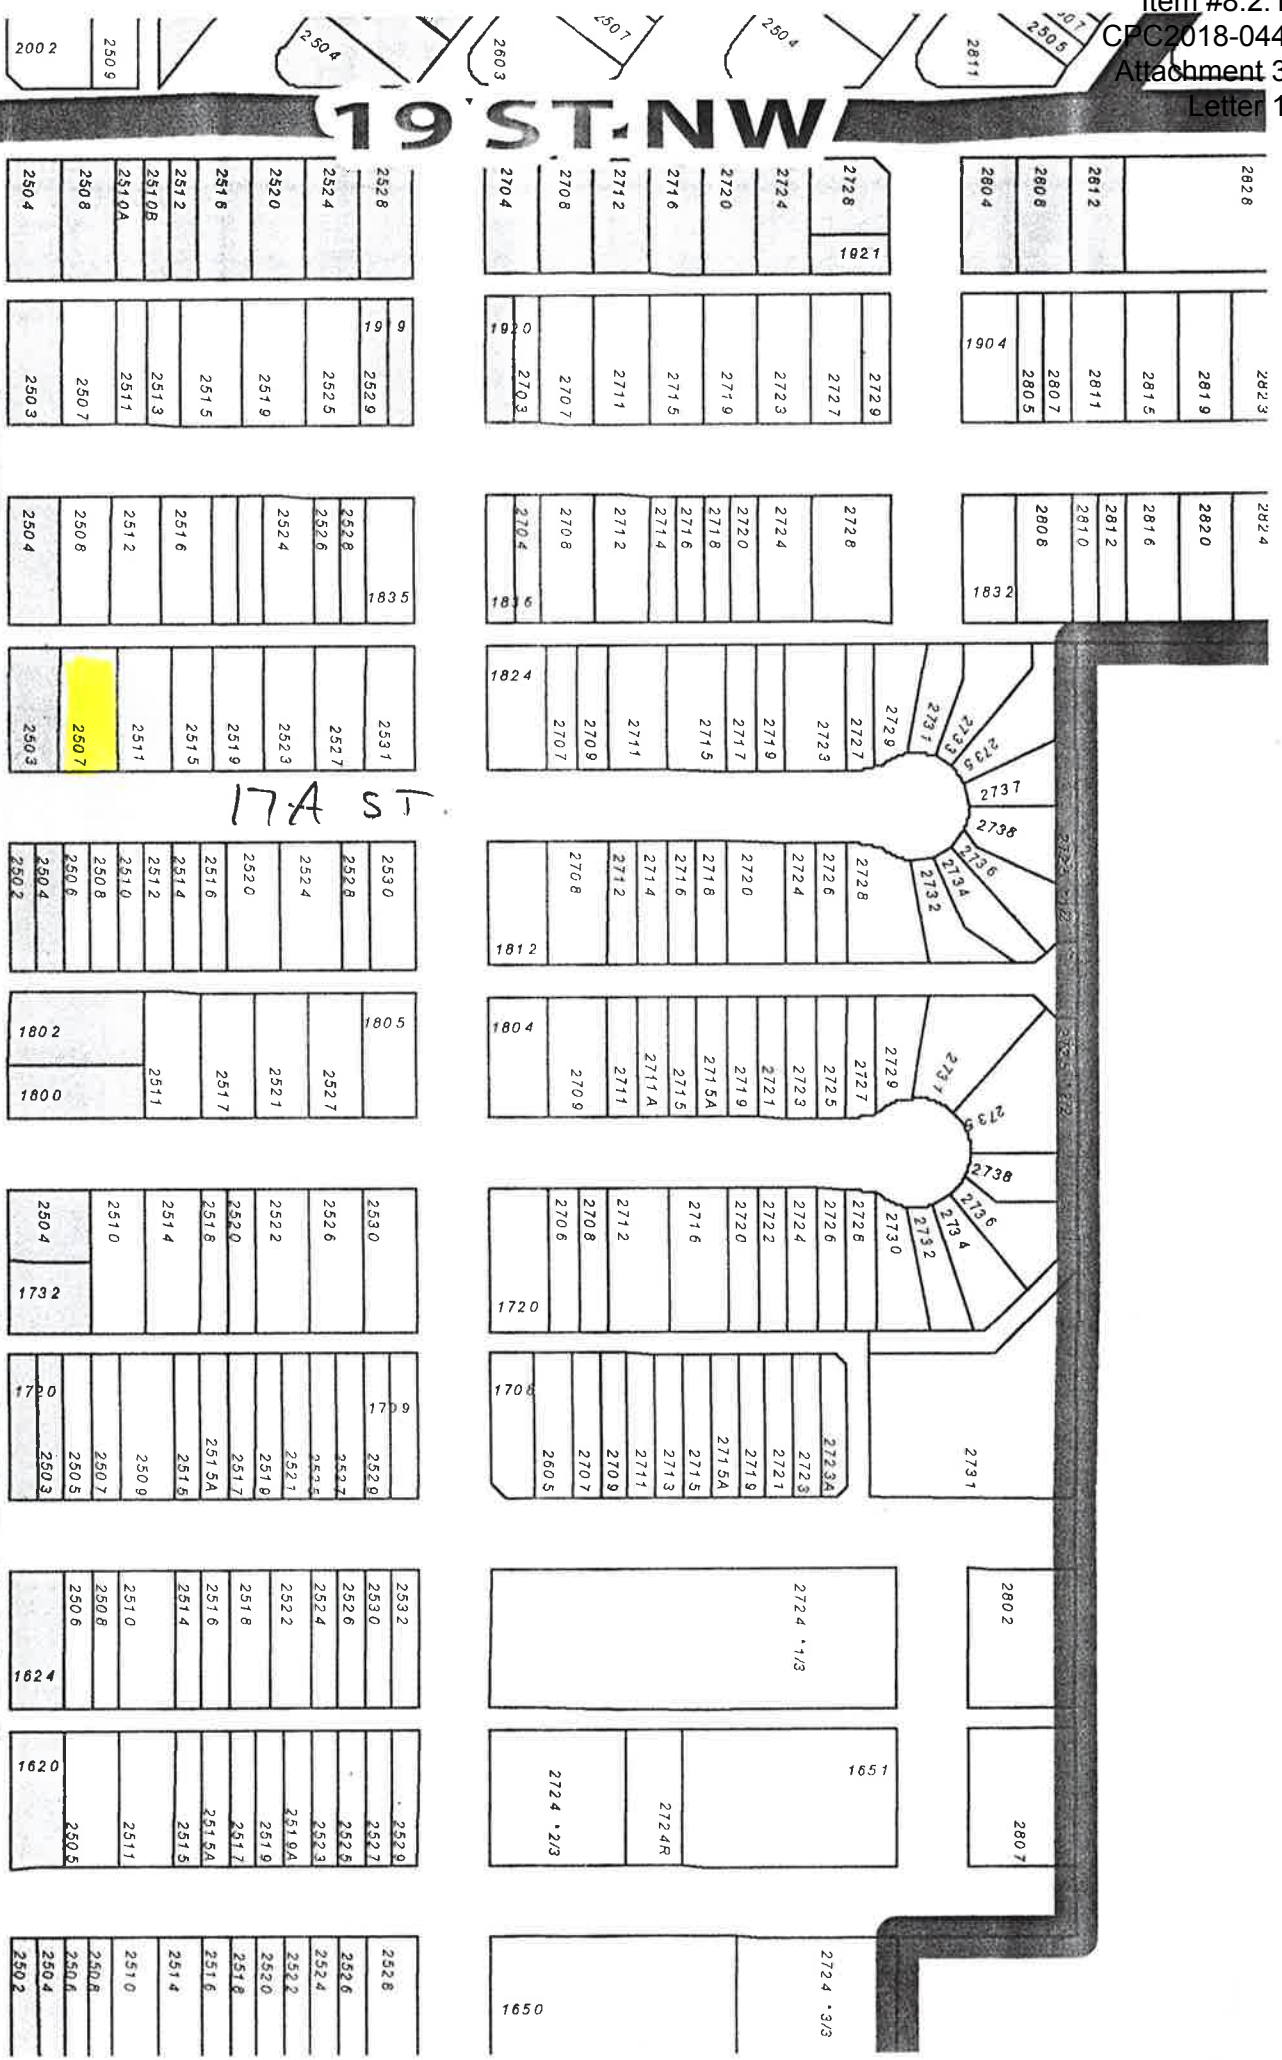 Item #8.2.1
CPC2018-044
Attachment 3
Letter 1
2002 2509 2504 2603 2507 2504 2811 2505
19 ST NW
2504 2508 2510A 2510B 2512 2516 2520 2524 2528 2704 2708 2712 2716 2720 2724 2728 2804 2808 2812 2828
1921
1919 1920 1904
2503 2507 2511 2513 2515 2519 2525 2529 2703 2707 2711 2715 2719 2723 2727 2729 2805 2807 2811 2815 2819 2823
2504 2508 2512 2516 2524 2526 2528 2704 2708 2712 2714 2716 2718 2720 2724 2728 2808 2810 2812 2816 2820 2824
1835 1836 1832
1824
2503 2507 2511 2515 2519 2523 2527 2531 2707 2709 2711 2715 2717 2719 2723 2727 2729 2731 2733 2735
2737
17A ST.
2738
2502 2504 2506 2508 2510 2512 2514 2516 2520 2524 2528 2530 2708 2712 2714 2716 2718 2720 2724 2726 2728 2732 2734 2736
1812
1802 1805 1804
1800 2511 2517 2521 2527 2709 2711 2711A 2715 2715A 2719 2721 2723 2725 2727 2729 2731
2735
2738
2504 2510 2514 2518 2520 2522 2526 2530 2706 2708 2712 2716 2720 2722 2724 2726 2728 2730 2732 2734 2736
1732 1720
1720 1709 1708
2503 2505 2507 2509 2515 2515A 2517 2519 2521 2525 2527 2529 2605 2707 2709 2711 2713 2715 2715A 2719 2721 2723 2723A 2731
2506 2508 2510 2514 2516 2518 2522 2524 2526 2530 2532 2724 *1/3 2802
1624
1620 1651
2505 2511 2515 2515A 2517 2519 2519A 2523 2525 2527 2529 2724 *2/3 2724R 2807
2502 2504 2506 2508 2510 2514 2516 2518 2520 2522 2524 2526 2528 2724 *3/3
1650